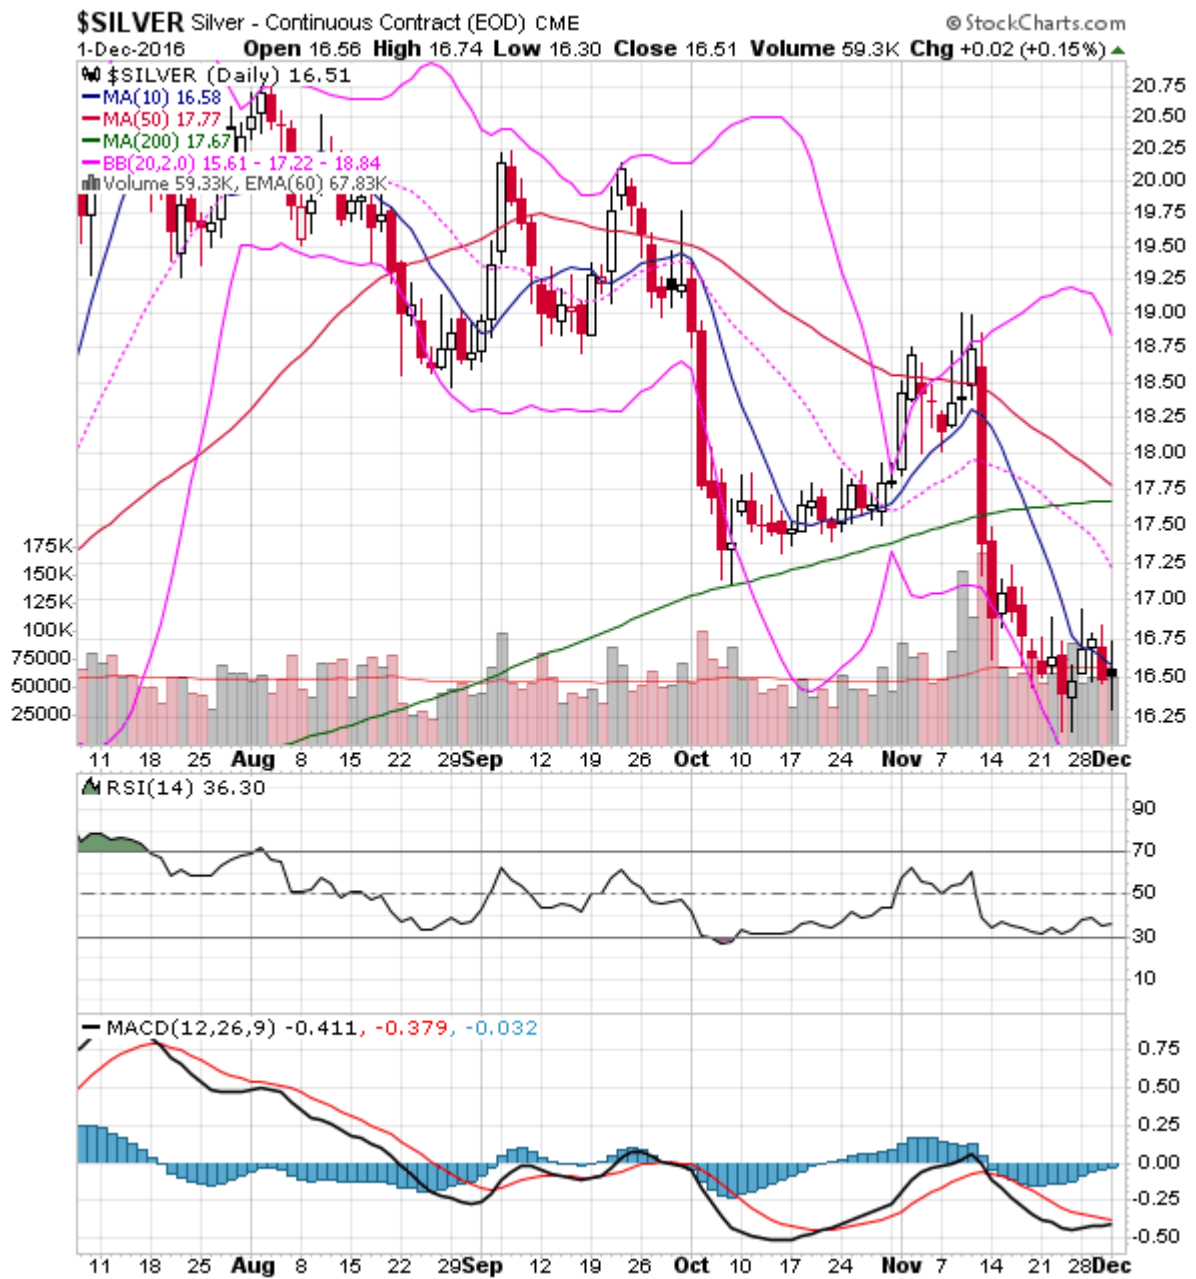 $SILVER Silver - Continuous Contract (EOD) CME © StockCharts.com
1-Dec-2016 Open 16.56 High 16.74 Low 16.30 Close 16.51 Volume 59.3K Chg +0.02 (+0.15%)
$SILVER (Daily) 16.51
MA(10) 16.58
MA(50) 17.77
MA(200) 17.67
BB(20,2.0) 15.61 - 17.22 - 18.84
Volume 59.33K, EMA(60) 67.83K
20.75
20.50
20.25
20.00
19.75
19.50
19.25
19.00
18.75
18.50
18.25
18.00
17.75
17.50
17.25
17.00
16.75
16.50
16.25
175K
150K
125K
100K
75000
50000
25000
11 18 25 Aug 8 15 22 29 Sep 12 19 26 Oct 10 17 24 Nov 7 14 21 28 Dec
RSI(14) 36.30
90
70
50
30
10
MACD(12,26,9) -0.411, -0.379, -0.032
0.75
0.50
0.25
0.00
-0.25
-0.50
11 18 25 Aug 8 15 22 29 Sep 12 19 26 Oct 10 17 24 Nov 7 14 21 28 Dec